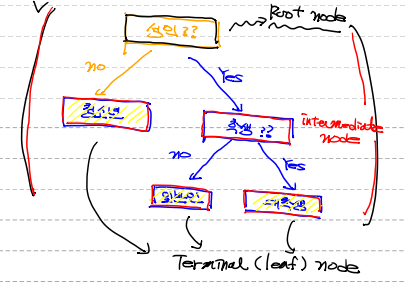 성인??
Root node
no
Yes
청소년
학생??
intermediate
node
no
Yes
일반인
대학생
Terminal (leaf) node